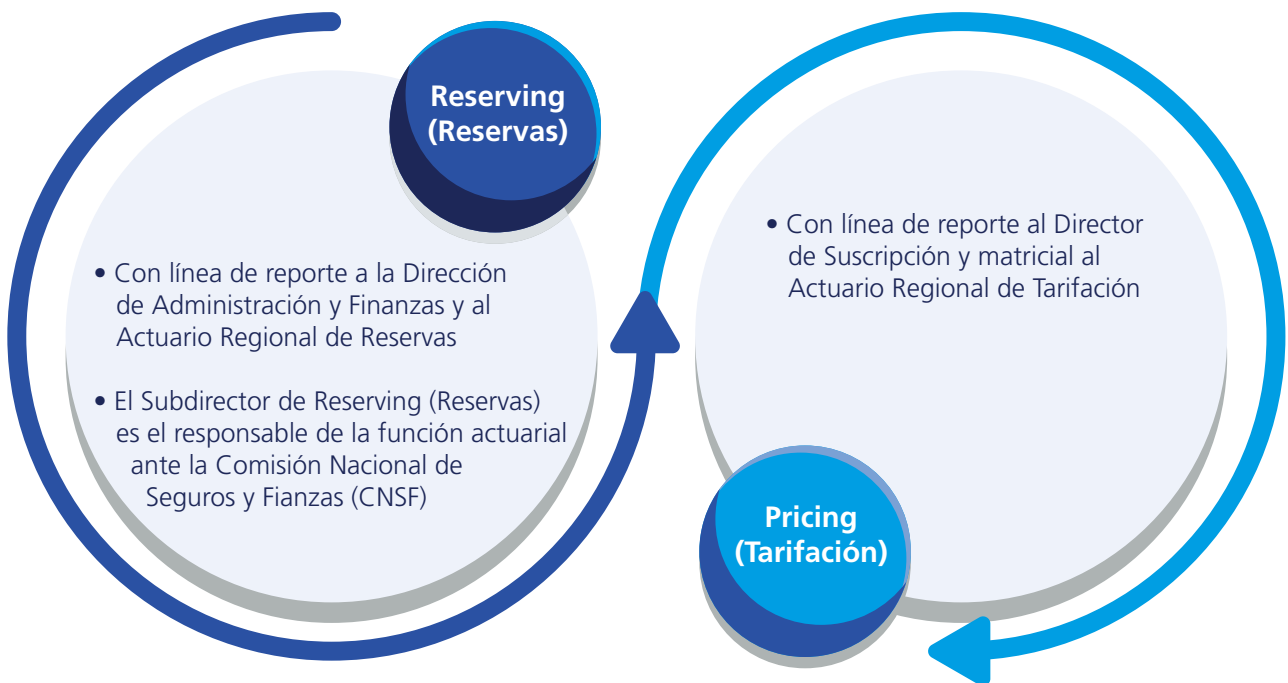 Reserving
(Reservas)
• Con línea de reporte a la Dirección
de Administración y Finanzas y al
Actuario Regional de Reservas
• El Subdirector de Reserving (Reservas)
es el responsable de la función actuarial
ante la Comisión Nacional de
Seguros y Fianzas (CNSF)
• Con línea de reporte al Director
de Suscripción y matricial al
Actuario Regional de Tarifación
Pricing
(Tarifación)